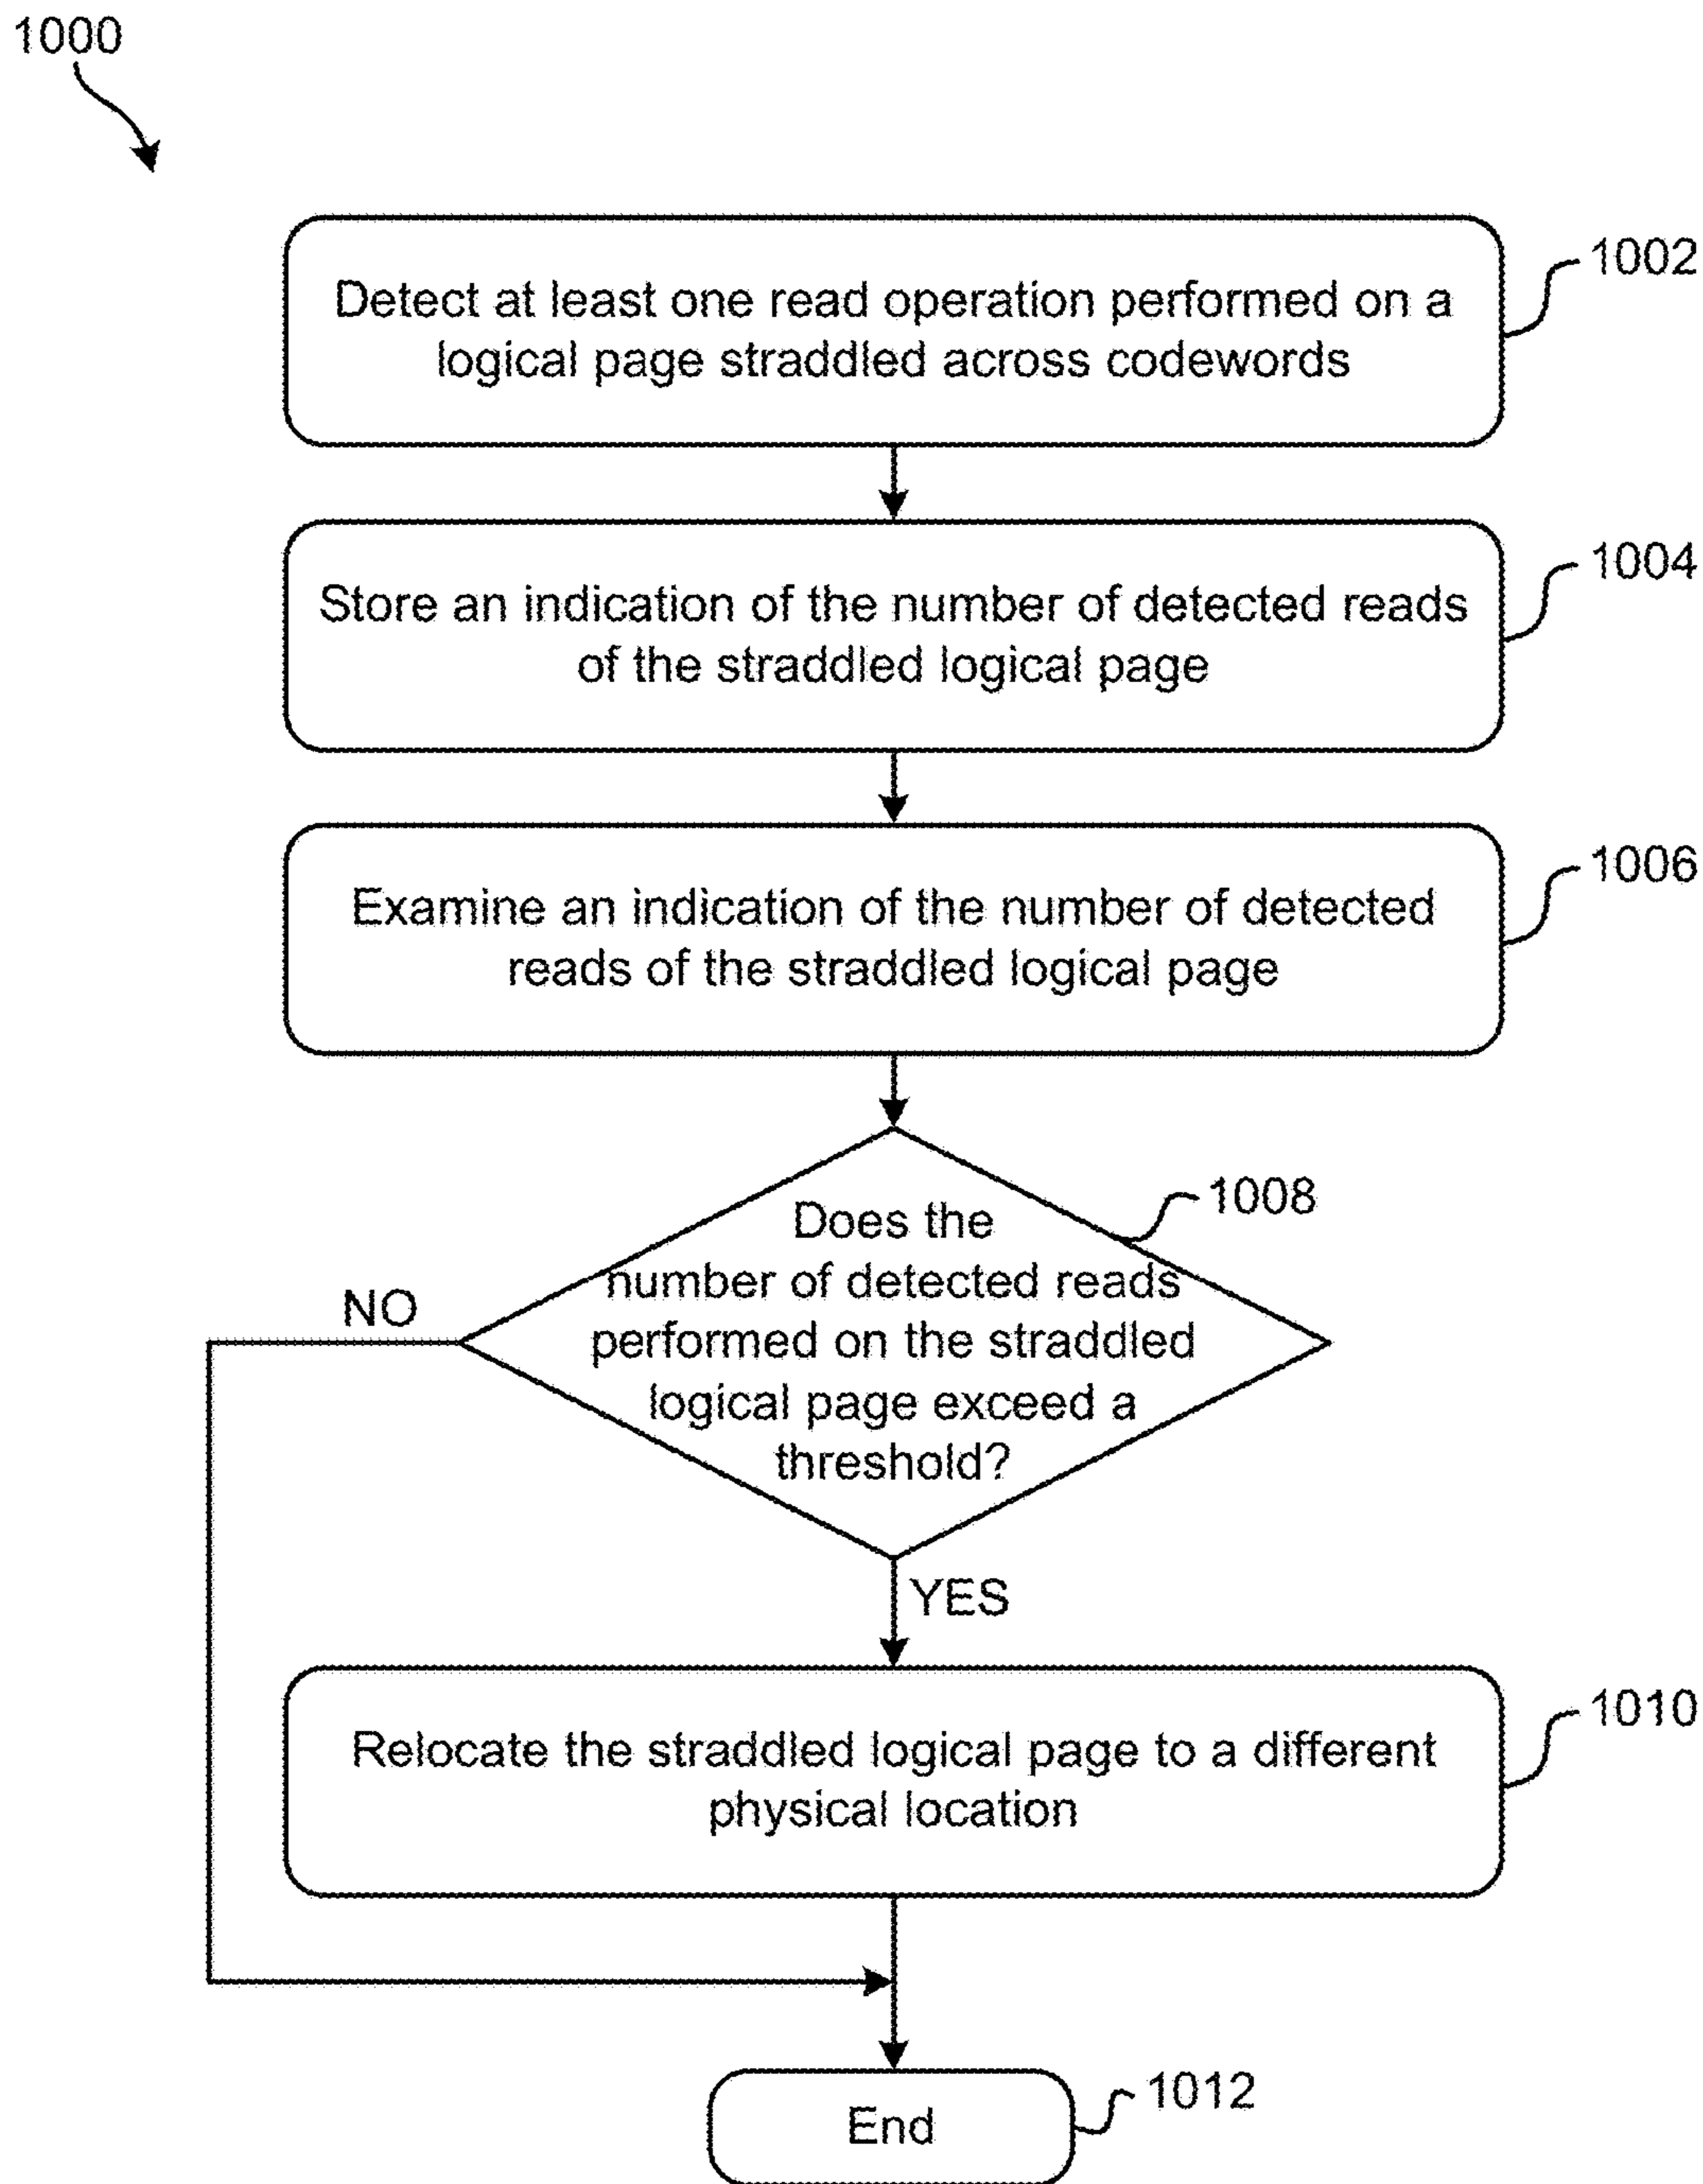 1000
Detect at least one read operation performed on a
logical page straddled across codewords
1002
Store an indication of the number of detected reads
of the straddled logical page
1004
Examine an indication of the number of detected
reads of the straddled logical page
1006
Does the
number of detected reads
performed on the straddled
logical page exceed a
threshold?
1008
NO
YES
Relocate the straddled logical page to a different
physical location
1010
End
1012